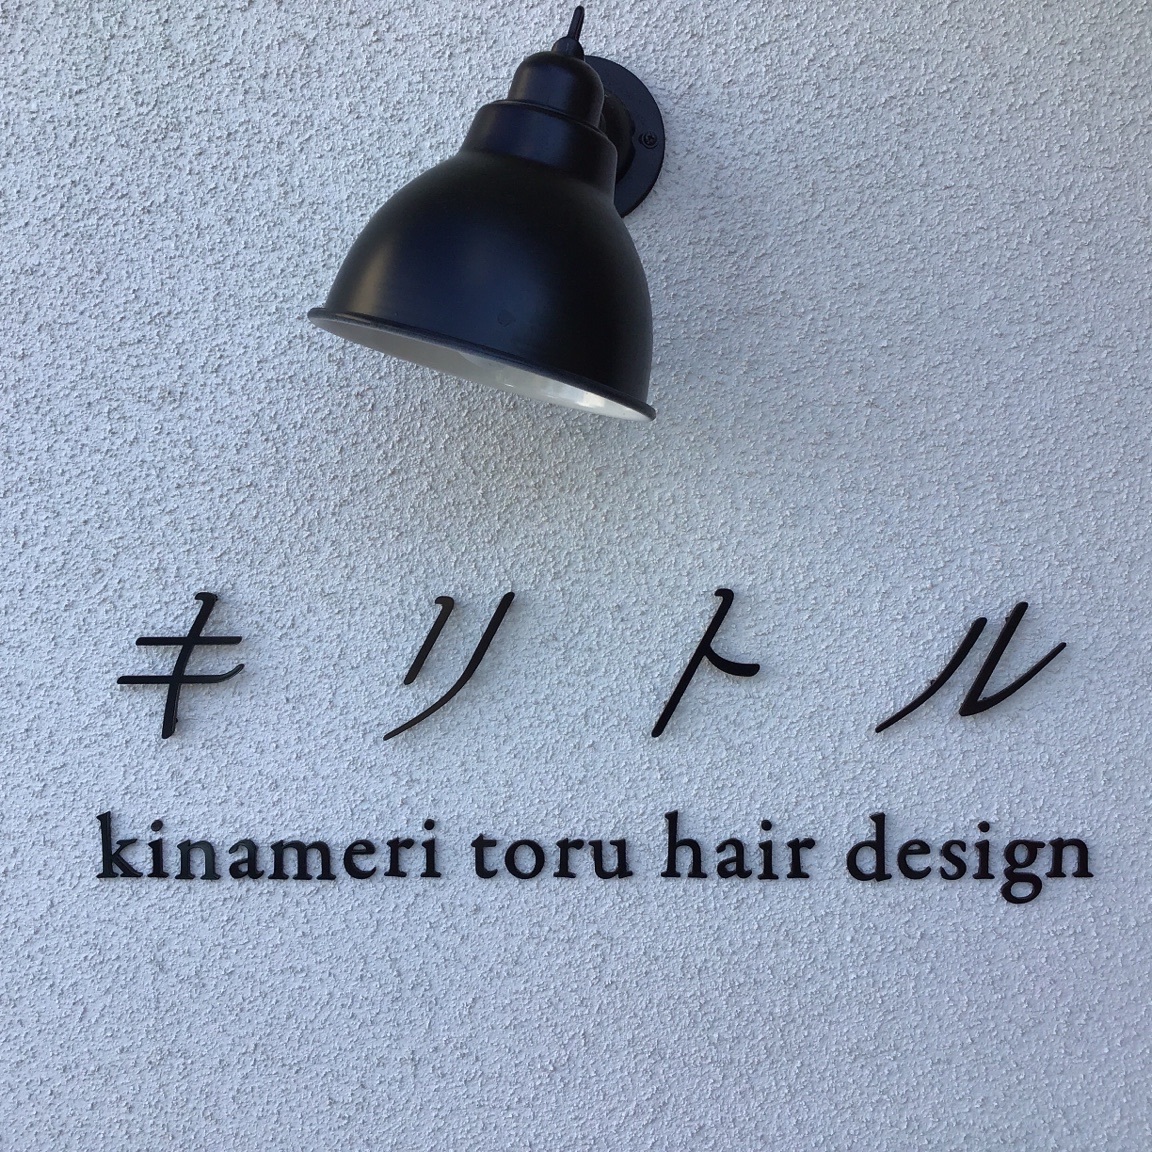 キリトル
kinameri toru hair design